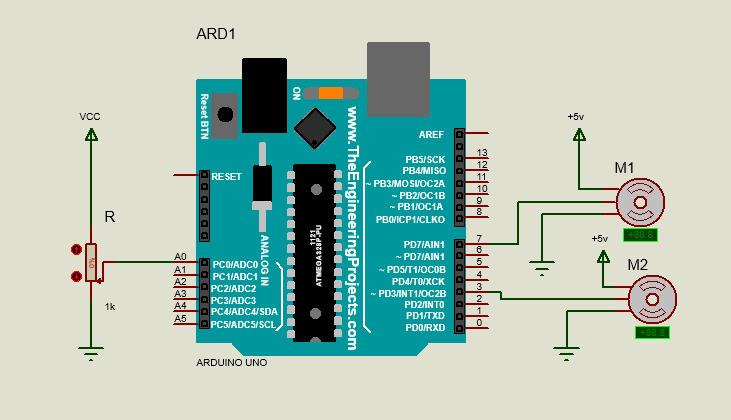 ARD1
ON
Reset BTN
www.TheEngineeringProjects.com
VCC
+5v
AREF
13
PB5/SCK
12
PB4/MISO
M1
RESET
11
~ PB3/MOSI/OC2A
10
~ PB2/OC1B
9
~ PB1/OC1A
8
PB0/ICP1/CLKO
1121
ATMEGA328P-PU
R
ANALOG IN
7
PD7/AIN1
+5v
6
~ PD7/AIN1
A0
PC0/ADC0
5
~ PD5/T1/OC0B
M2
0%
A1
PC1/ADC1
4
PD4/T0/XCK
A2
PC2/ADC2
3
~ PD3/INT1/OC2B
A3
PC3/ADC3
2
PD2/INT0
1k
A4
PC4/ADC4/SDA
1
PD1/TXD
A5
PC5/ADC5/SCL
0
PD0/RXD
ARDUINO UNO